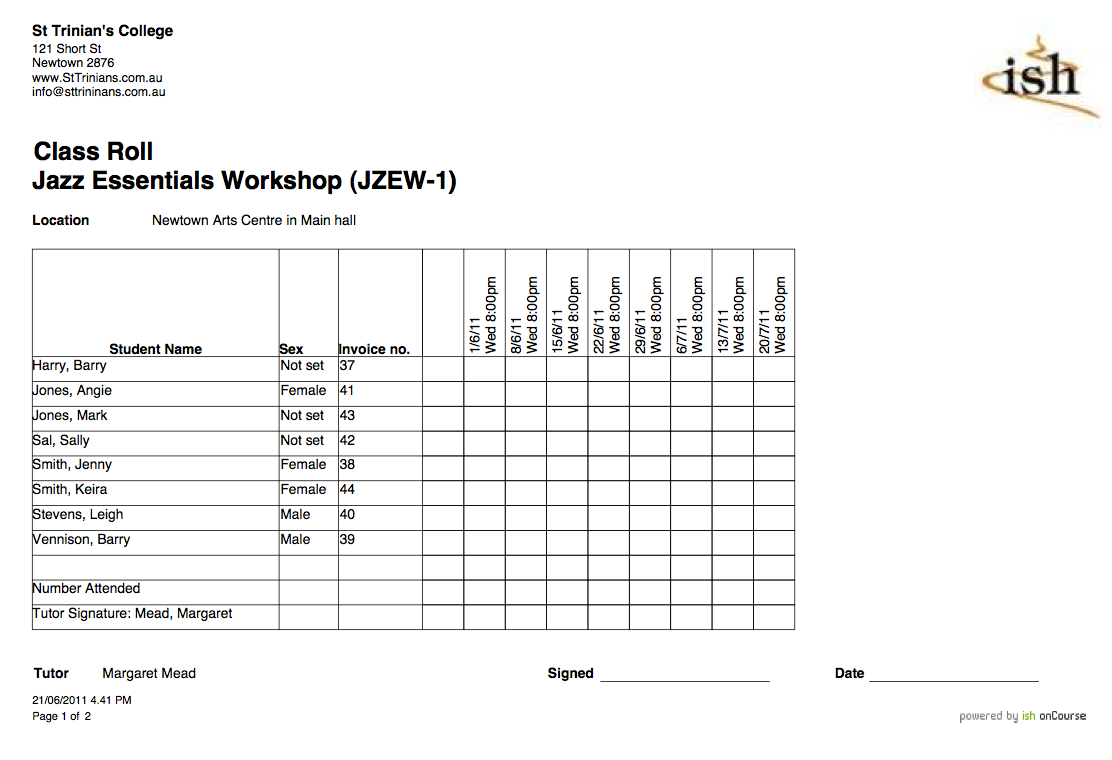 St Trinian's College
121 Short St
Newtown 2876
www.StTrinians.com.au
info@sttrininans.com.au
ish
Class Roll
Jazz Essentials Workshop (JZEW-1)
Location Newtown Arts Centre in Main hall
Student Name Sex Invoice no. 1/6/11 Wed 8:00pm 8/6/11 Wed 8:00pm 15/6/11 Wed 8:00pm 22/6/11 Wed 8:00pm 29/6/11 Wed 8:00pm 6/7/11 Wed 8:00pm 13/7/11 Wed 8:00pm 20/7/11 Wed 8:00pm
Harry, Barry Not set 37
Jones, Angie Female 41
Jones, Mark Not set 43
Sal, Sally Not set 42
Smith, Jenny Female 38
Smith, Keira Female 44
Stevens, Leigh Male 40
Vennison, Barry Male 39
Number Attended
Tutor Signature: Mead, Margaret
Tutor Margaret Mead Signed Date
21/06/2011 4.41 PM
Page 1 of 2 powered by ish onCourse